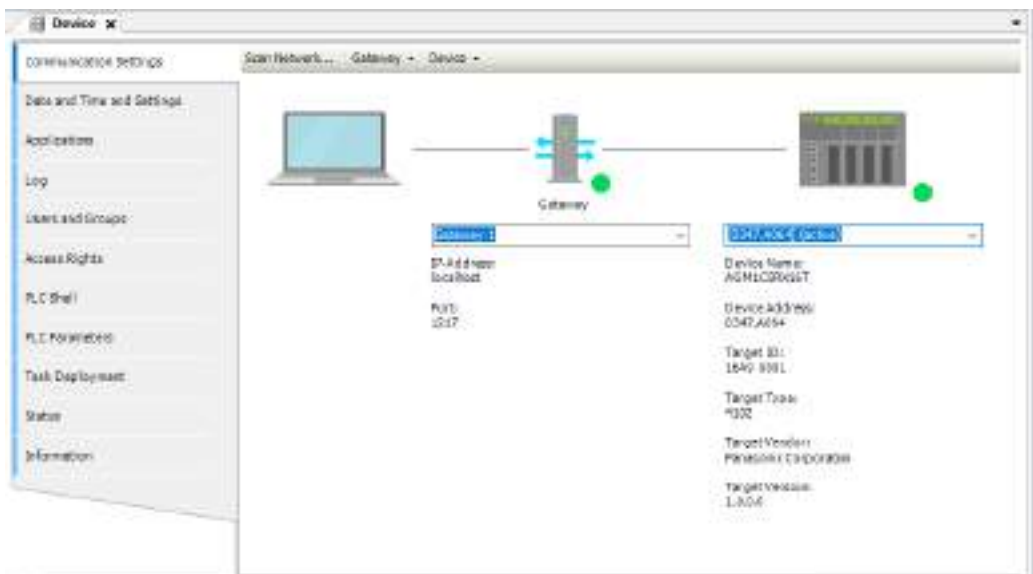 Device
Communication Settings
Scan Network... Gateway Device
Date and Time and Settings
Applications
Log
Users and Groups
Access Rights
PLC Shell
PLC Parameters
Task Deployment
Status
Information
Gateway
Gateway-1
IP-Address:
localhost
Port:
1217
(active)
Device Name:
Device Address:
Target ID:
Target Type:
Target Vendor:
Panasonic Corporation
Target Version: